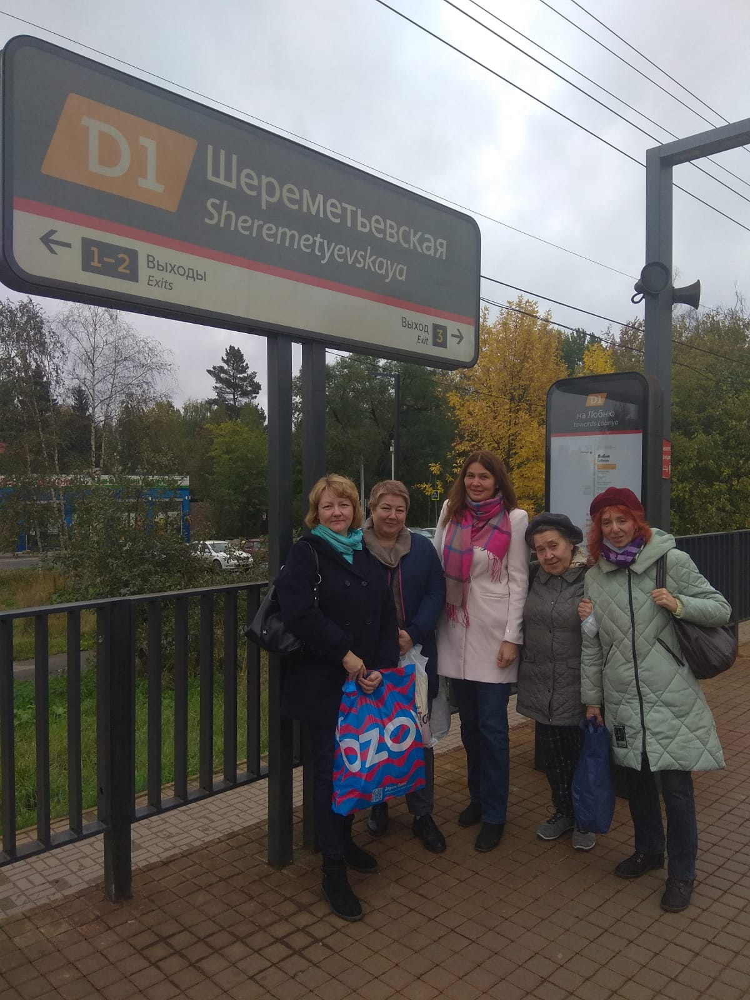 D1
Шереметьевская
Sheremetyevskaya
1-2
Выходы
Exits
Выход
Exit
3
D1
на Лобню
towards Lobnya
Лобня
Lobnya
OZO